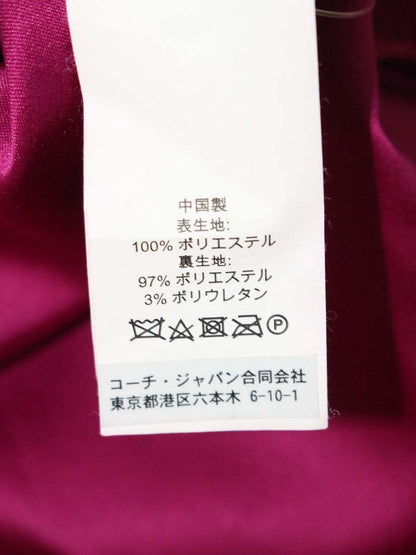 中国製
表生地:
100% ポリエステル
裏生地:
97% ポリエステル
3% ポリウレタン
P
コーチ・ジャパン合同会社
東京都港区六本木 6-10-1